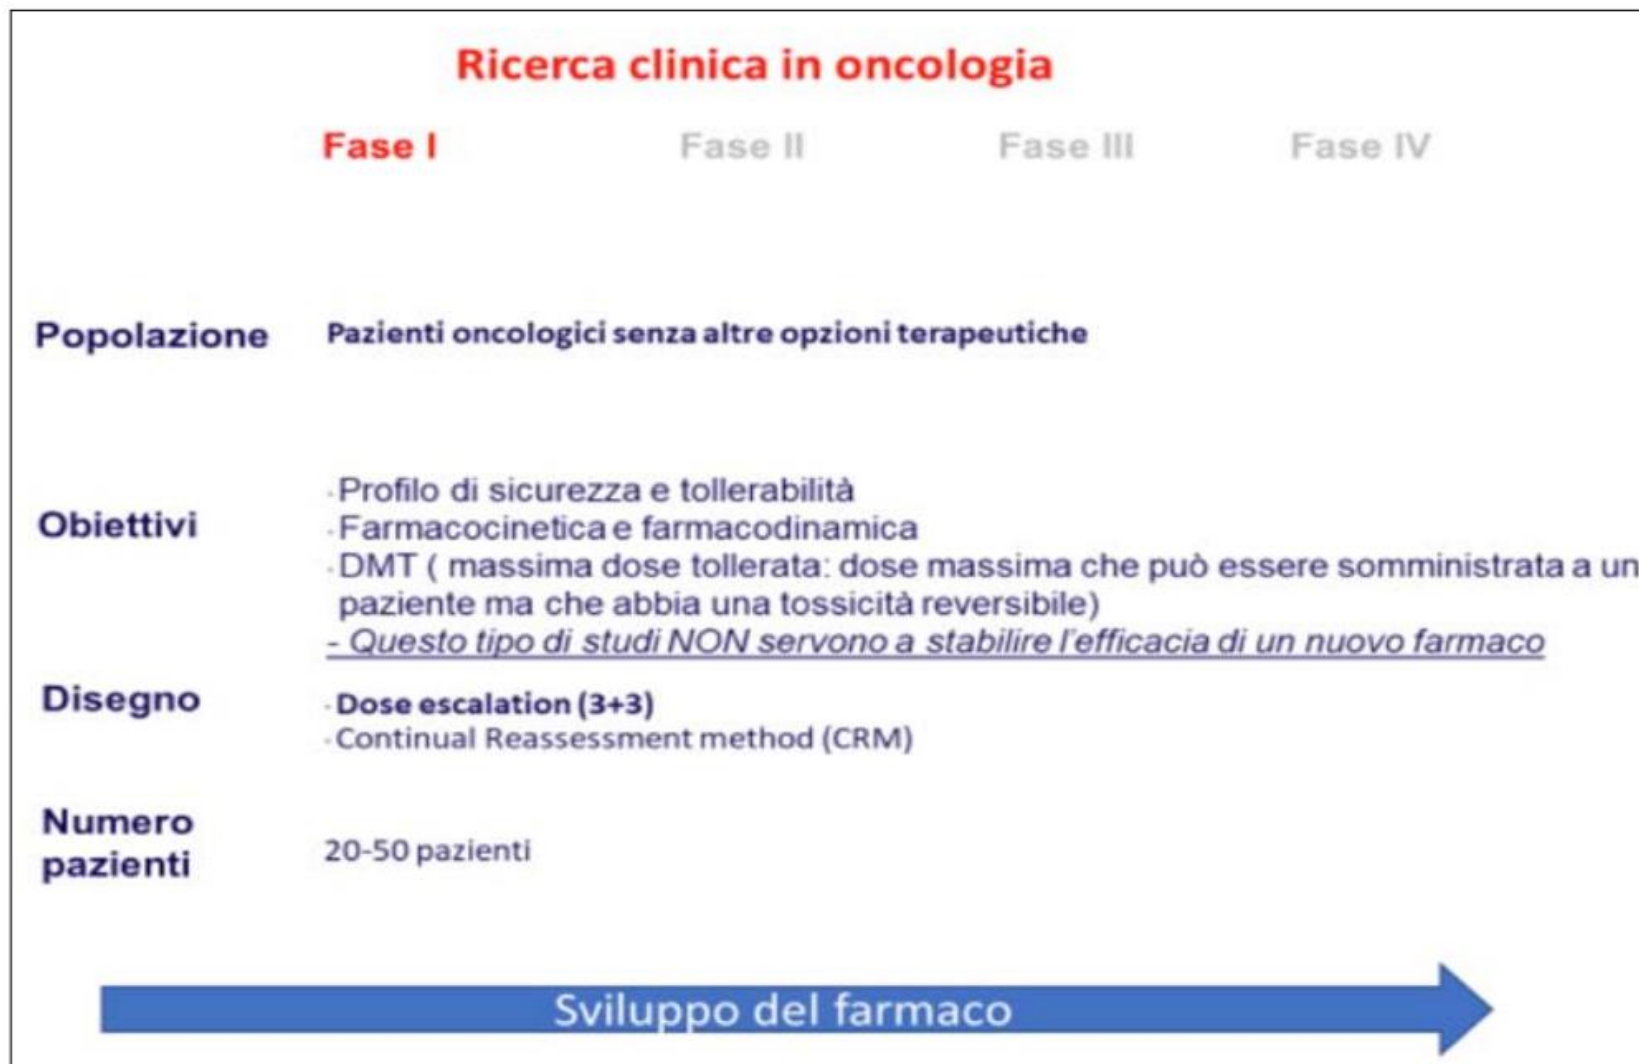 Ricerca clinica in oncologia
Fase I Fase II Fase III Fase IV
Popolazione Pazienti oncologici senza altre opzioni terapeutiche
Obiettivi
· Profilo di sicurezza e tollerabilità
· Farmacocinetica e farmacodinamica
· DMT ( massima dose tollerata: dose massima che può essere somministrata a un
paziente ma che abbia una tossicità reversibile)
- Questo tipo di studi NON servono a stabilire l'efficacia di un nuovo farmaco
Disegno
· Dose escalation (3+3)
· Continual Reassessment method (CRM)
Numero
pazienti
20-50 pazienti
Sviluppo del farmaco